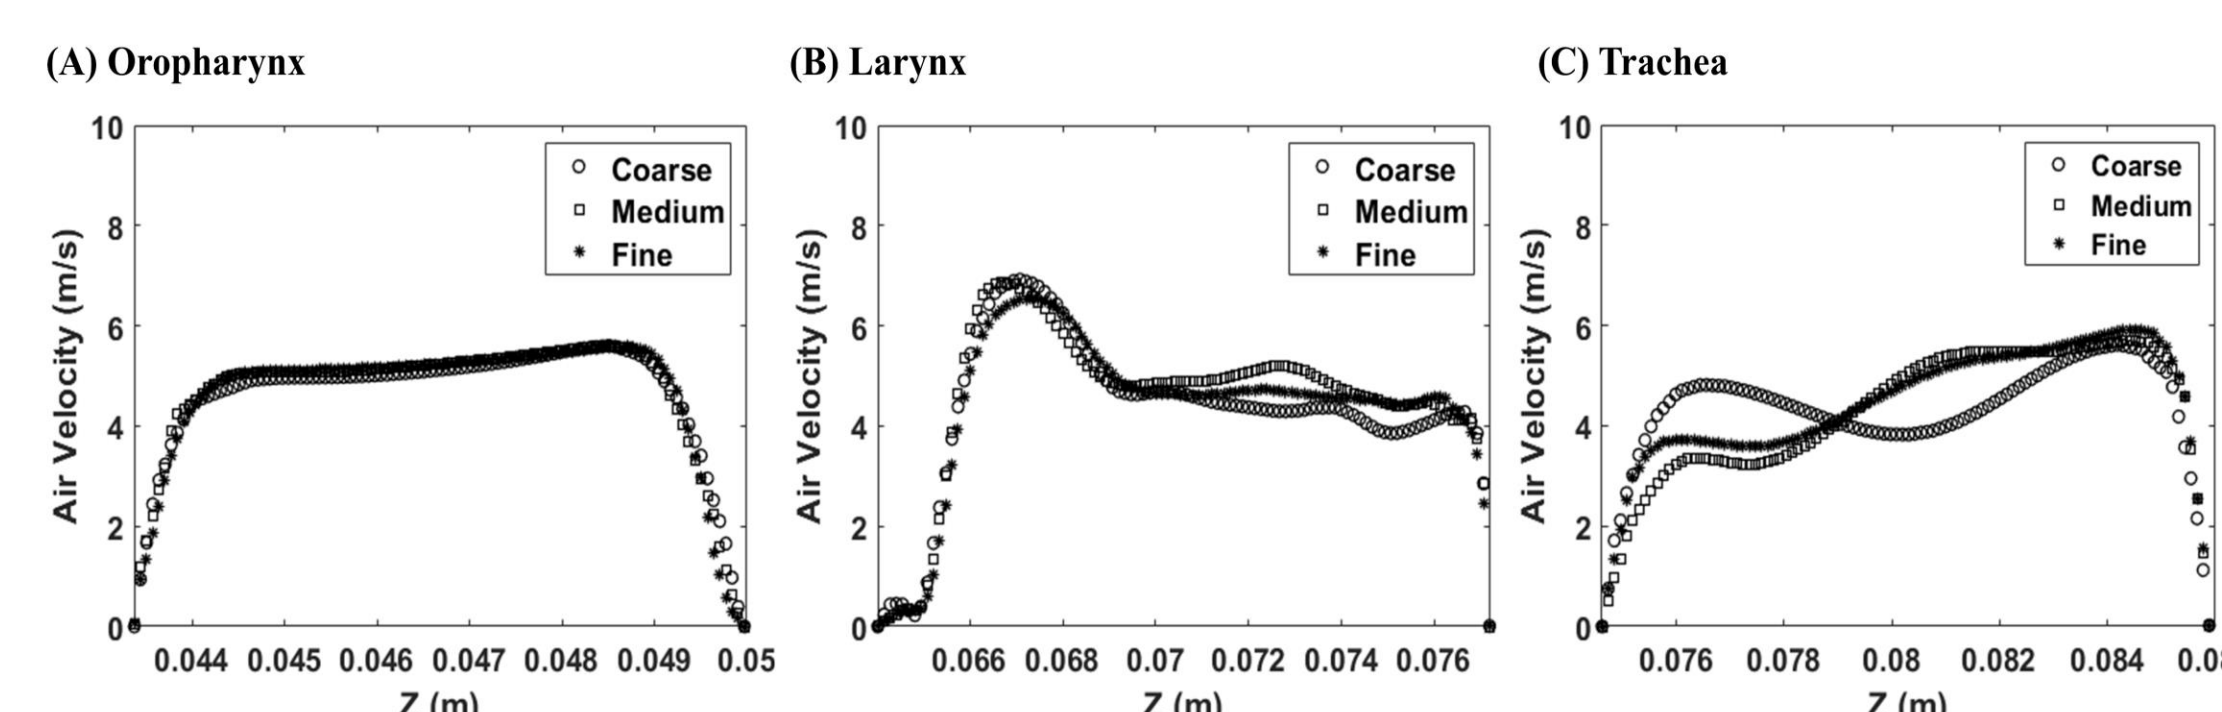 (A) Oropharynx
10
8
6
4
2
0
Air Velocity (m/s)
Coarse
Medium
Fine
0.044 0.045 0.046 0.047 0.048 0.049 0.05
Z (m)
(B) Larynx
10
8
6
4
2
0
Air Velocity (m/s)
Coarse
Medium
Fine
0.066 0.068 0.07 0.072 0.074 0.076
Z (m)
(C) Trachea
10
8
6
4
2
0
Air Velocity (m/s)
Coarse
Medium
Fine
0.076 0.078 0.08 0.082 0.084
Z (m)